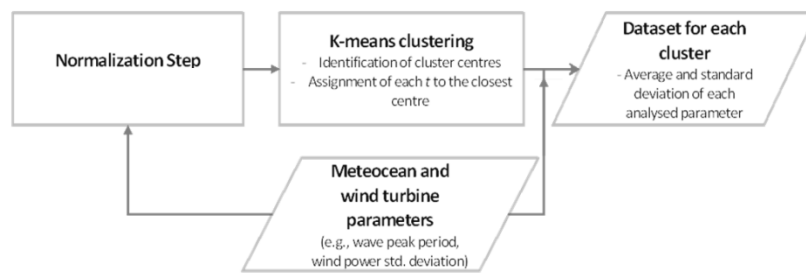 Normalization Step
K-means clustering
- Identification of cluster centres
- Assignment of each t to the closest
centre
Dataset for each
cluster
- Average and standard
deviation of each
analysed parameter
Meteocean and
wind turbine
parameters
(e.g., wave peak period,
wind power std. deviation)